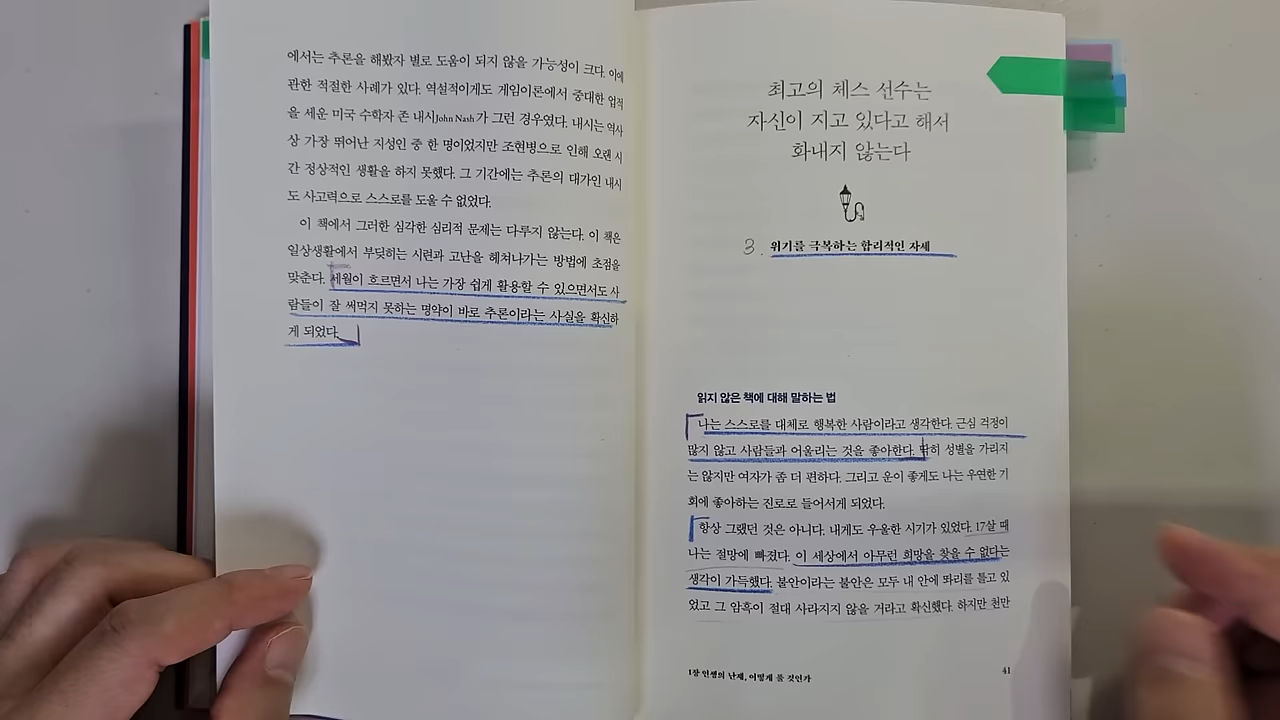 에서는 추론을 해봤자 별로 도움이 되지 않을 가능성이 크다. 이에
관한 적절한 사례가 있다. 역설적이게도 게임이론에서 중대한 업적
을 세운 미국 수학자 존 내시John Nash가 그런 경우였다. 내시는 역사
상 가장 뛰어난 지성인 중 한 명이었지만 조현병으로 인해 오랜 시
간 정상적인 생활을 하지 못했다. 그 기간에는 추론의 대가인 내시
도 사고력으로 스스로를 도울 수 없었다.
이 책에서 그러한 심각한 심리적 문제는 다루지 않는다. 이 책은
일상생활에서 부딪히는 시련과 고난을 헤쳐나가는 방법에 초점을
맞춘다. 세월이 흐르면서 나는 가장 쉽게 활용할 수 있으면서도 사
람들이 잘 써먹지 못하는 명약이 바로 추론이라는 사실을 확신하
게 되었다.
최고의 체스 선수는
자신이 지고 있다고 해서
화내지 않는다
3. 위기를 극복하는 합리적인 자세
읽지 않은 책에 대해 말하는 법
나는 스스로를 대체로 행복한 사람이라고 생각한다. 근심 걱정이
많지 않고 사람들과 어울리는 것을 좋아한다. 딱히 성별을 가리지
는 않지만 여자가 좀 더 편하다. 그리고 운이 좋게도 나는 우연한 기
회에 좋아하는 진로로 들어서게 되었다.
항상 그랬던 것은 아니다. 내게도 우울한 시기가 있었다. 17살 때
나는 절망에 빠졌다. 이 세상에서 아무런 희망을 찾을 수 없다는
생각이 가득했다. 불안이라는 불안은 모두 내 안에 똬리를 틀고 있
었고 그 암흑이 절대 사라지지 않을 거라고 확신했다. 하지만 천만
1장 인생의 난제, 어떻게 풀 것인가
41